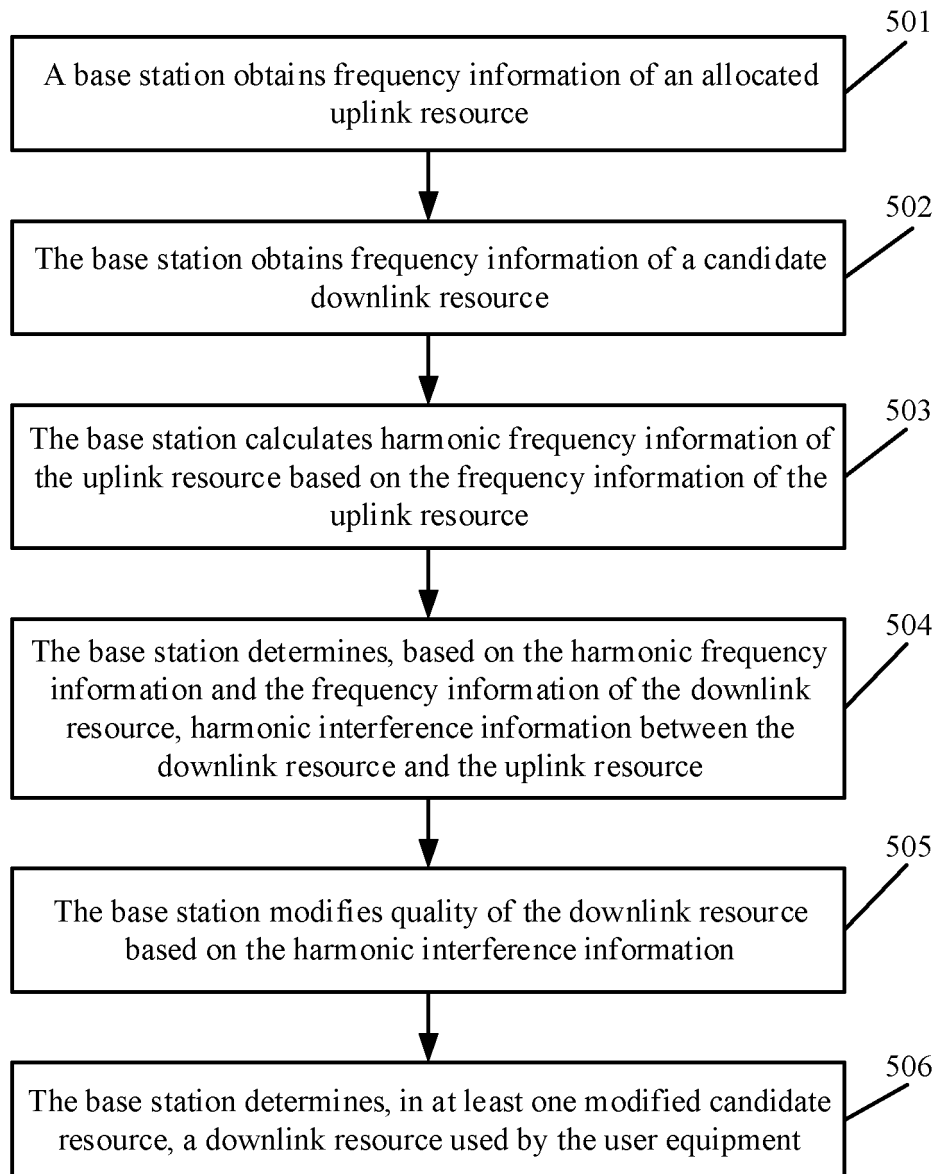 501
A base station obtains frequency information of an allocated
uplink resource
502
The base station obtains frequency information of a candidate
downlink resource
503
The base station calculates harmonic frequency information of
the uplink resource based on the frequency information of the
uplink resource
504
The base station determines, based on the harmonic frequency
information and the frequency information of the downlink
resource, harmonic interference information between the
downlink resource and the uplink resource
505
The base station modifies quality of the downlink resource
based on the harmonic interference information
506
The base station determines, in at least one modified candidate
resource, a downlink resource used by the user equipment